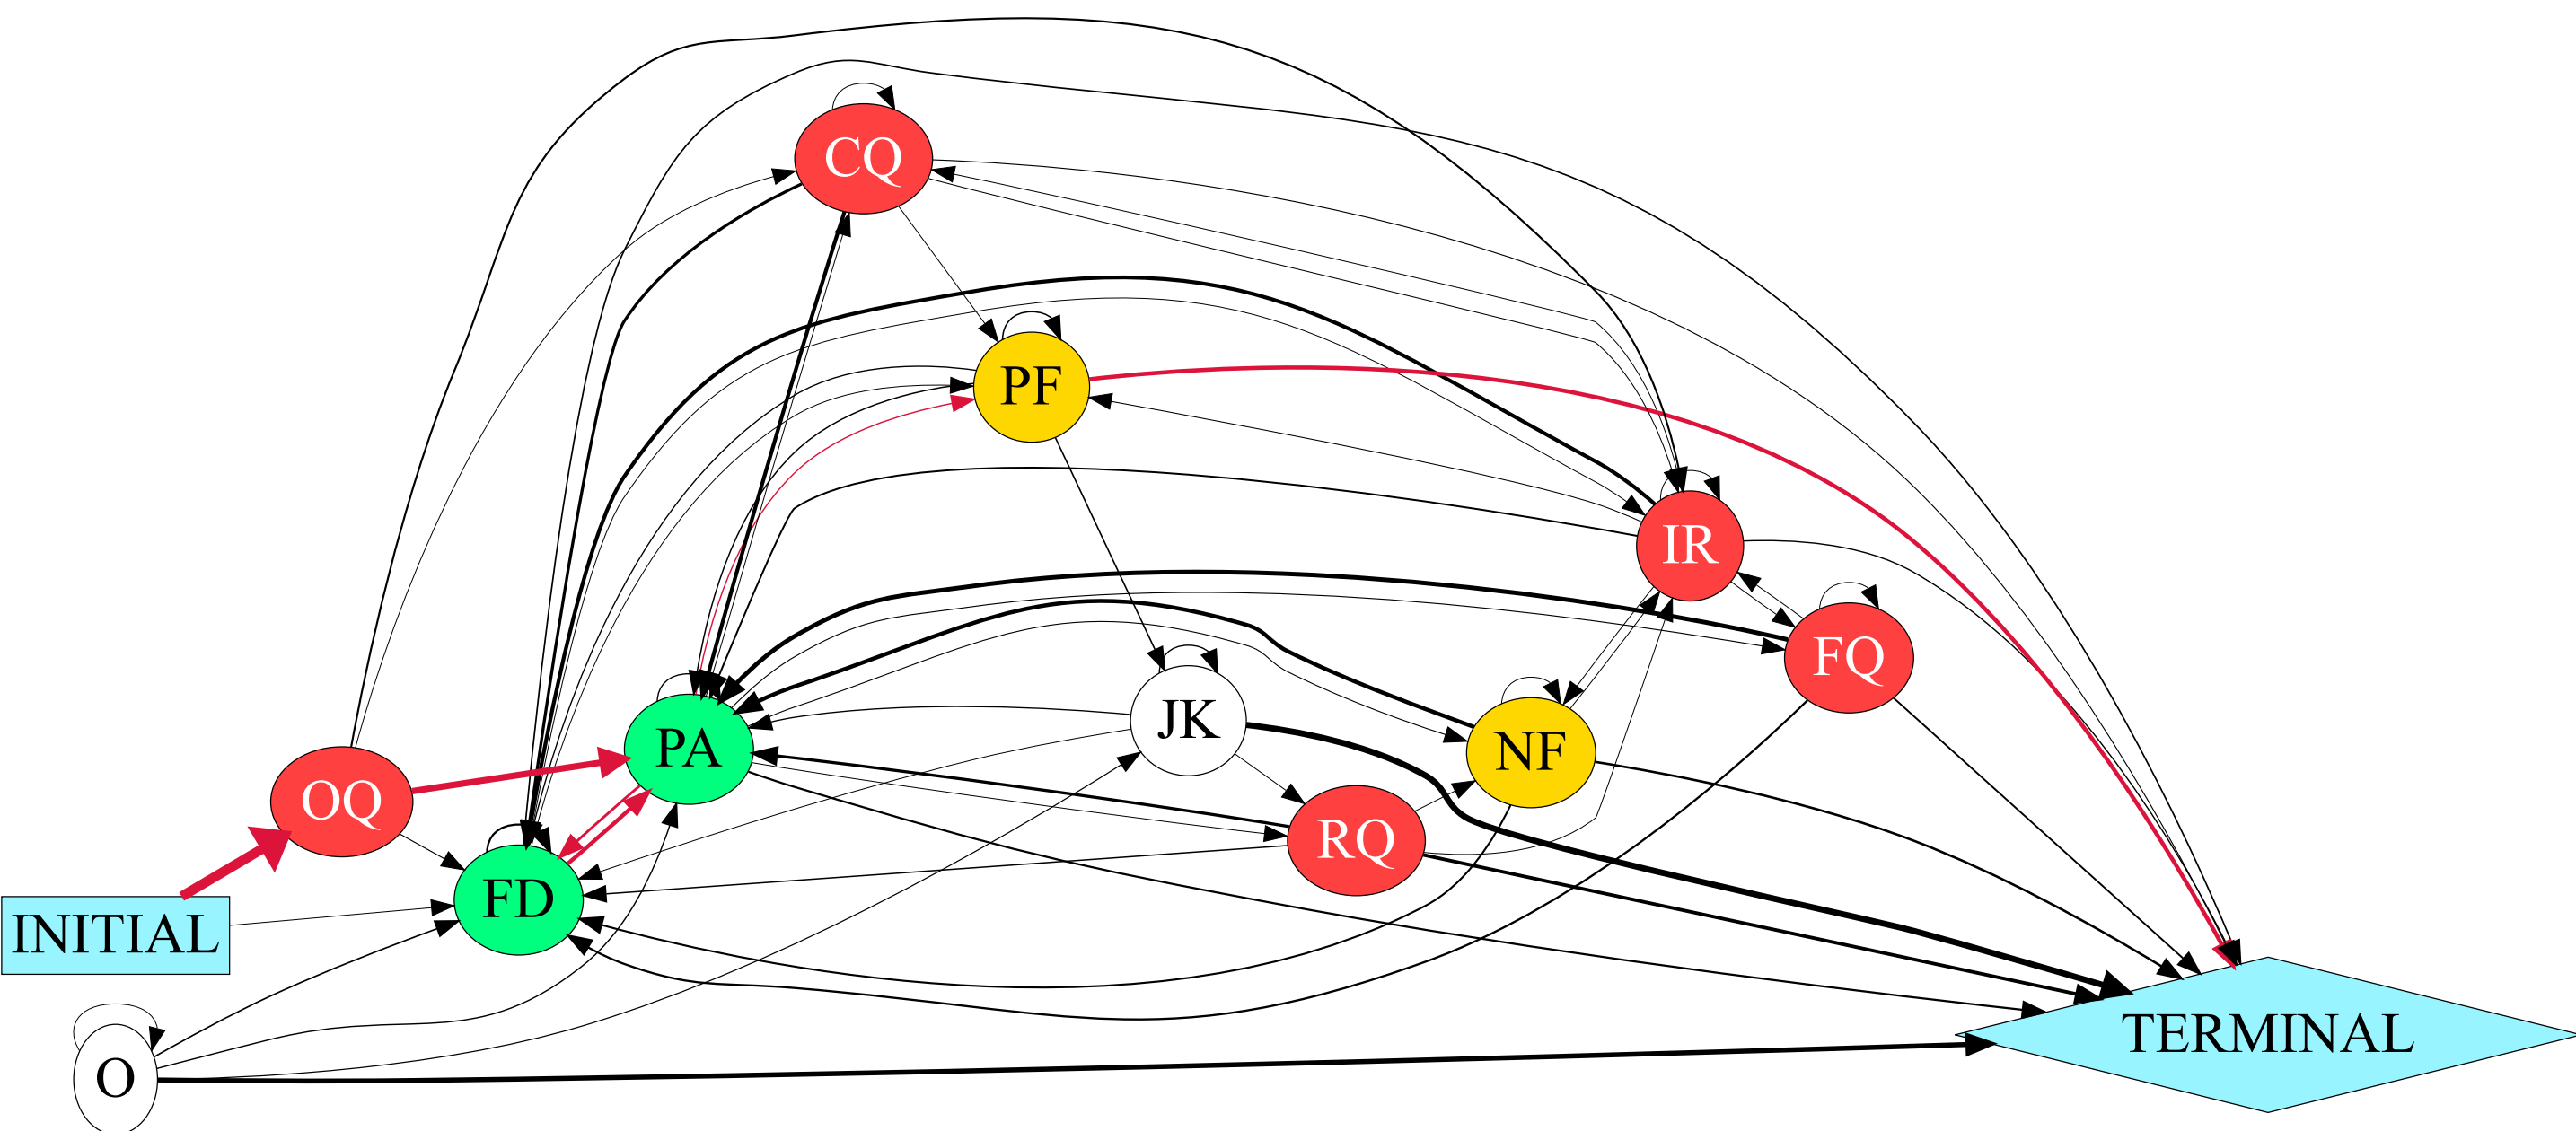 CQ
PF
IR
FQ
JK
PA
NF
OQ
RQ
FD
INITIAL
TERMINAL
O